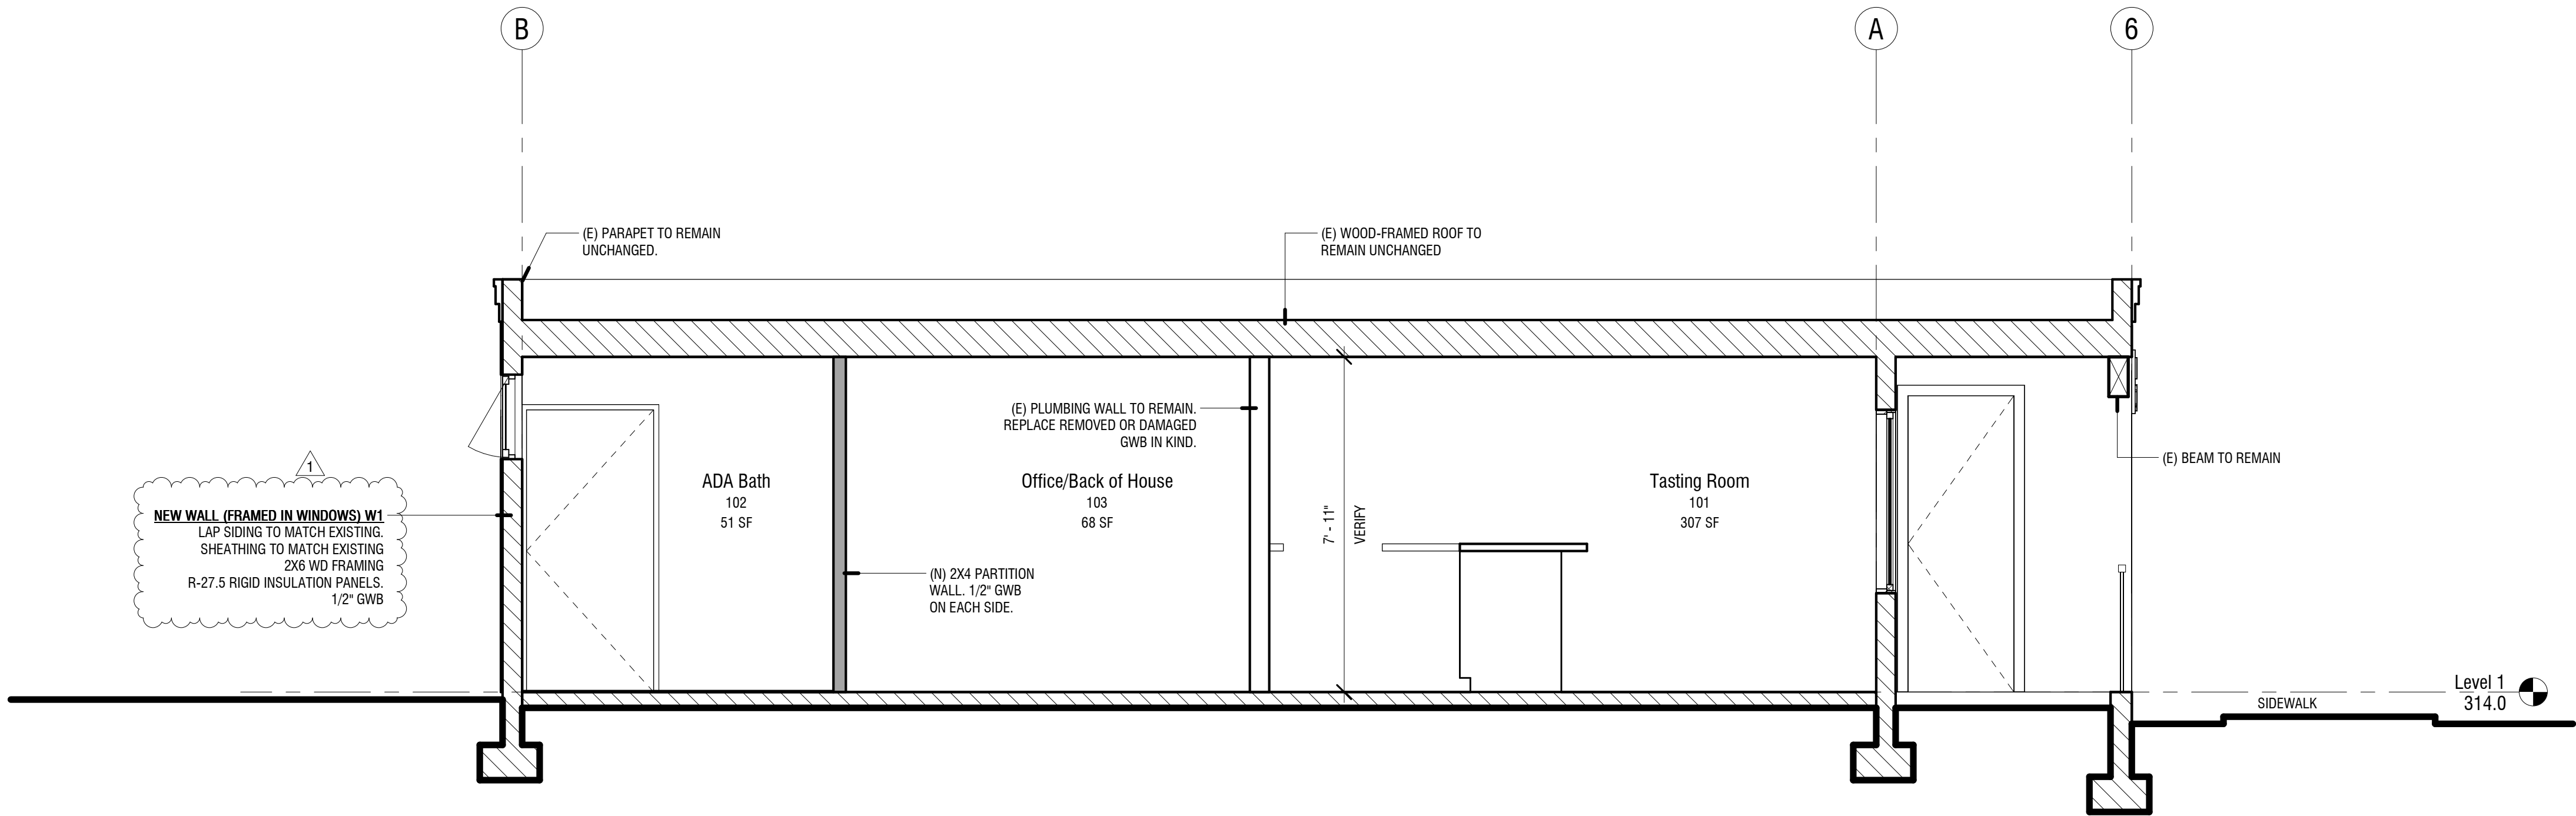 B
A
6
(E) PARAPET TO REMAIN
UNCHANGED.
(E) WOOD-FRAMED ROOF TO
REMAIN UNCHANGED
(E) PLUMBING WALL TO REMAIN.
REPLACE REMOVED OR DAMAGED
GWB IN KIND.
(E) BEAM TO REMAIN
1
NEW WALL (FRAMED IN WINDOWS) W1
LAP SIDING TO MATCH EXISTING.
SHEATHING TO MATCH EXISTING
2X6 WD FRAMING
R-27.5 RIGID INSULATION PANELS.
1/2" GWB
ADA Bath
102
51 SF
Office/Back of House
103
68 SF
7' - 11"
VERIFY
Tasting Room
101
307 SF
(N) 2X4 PARTITION
WALL. 1/2" GWB
ON EACH SIDE.
SIDEWALK
Level 1
314.0